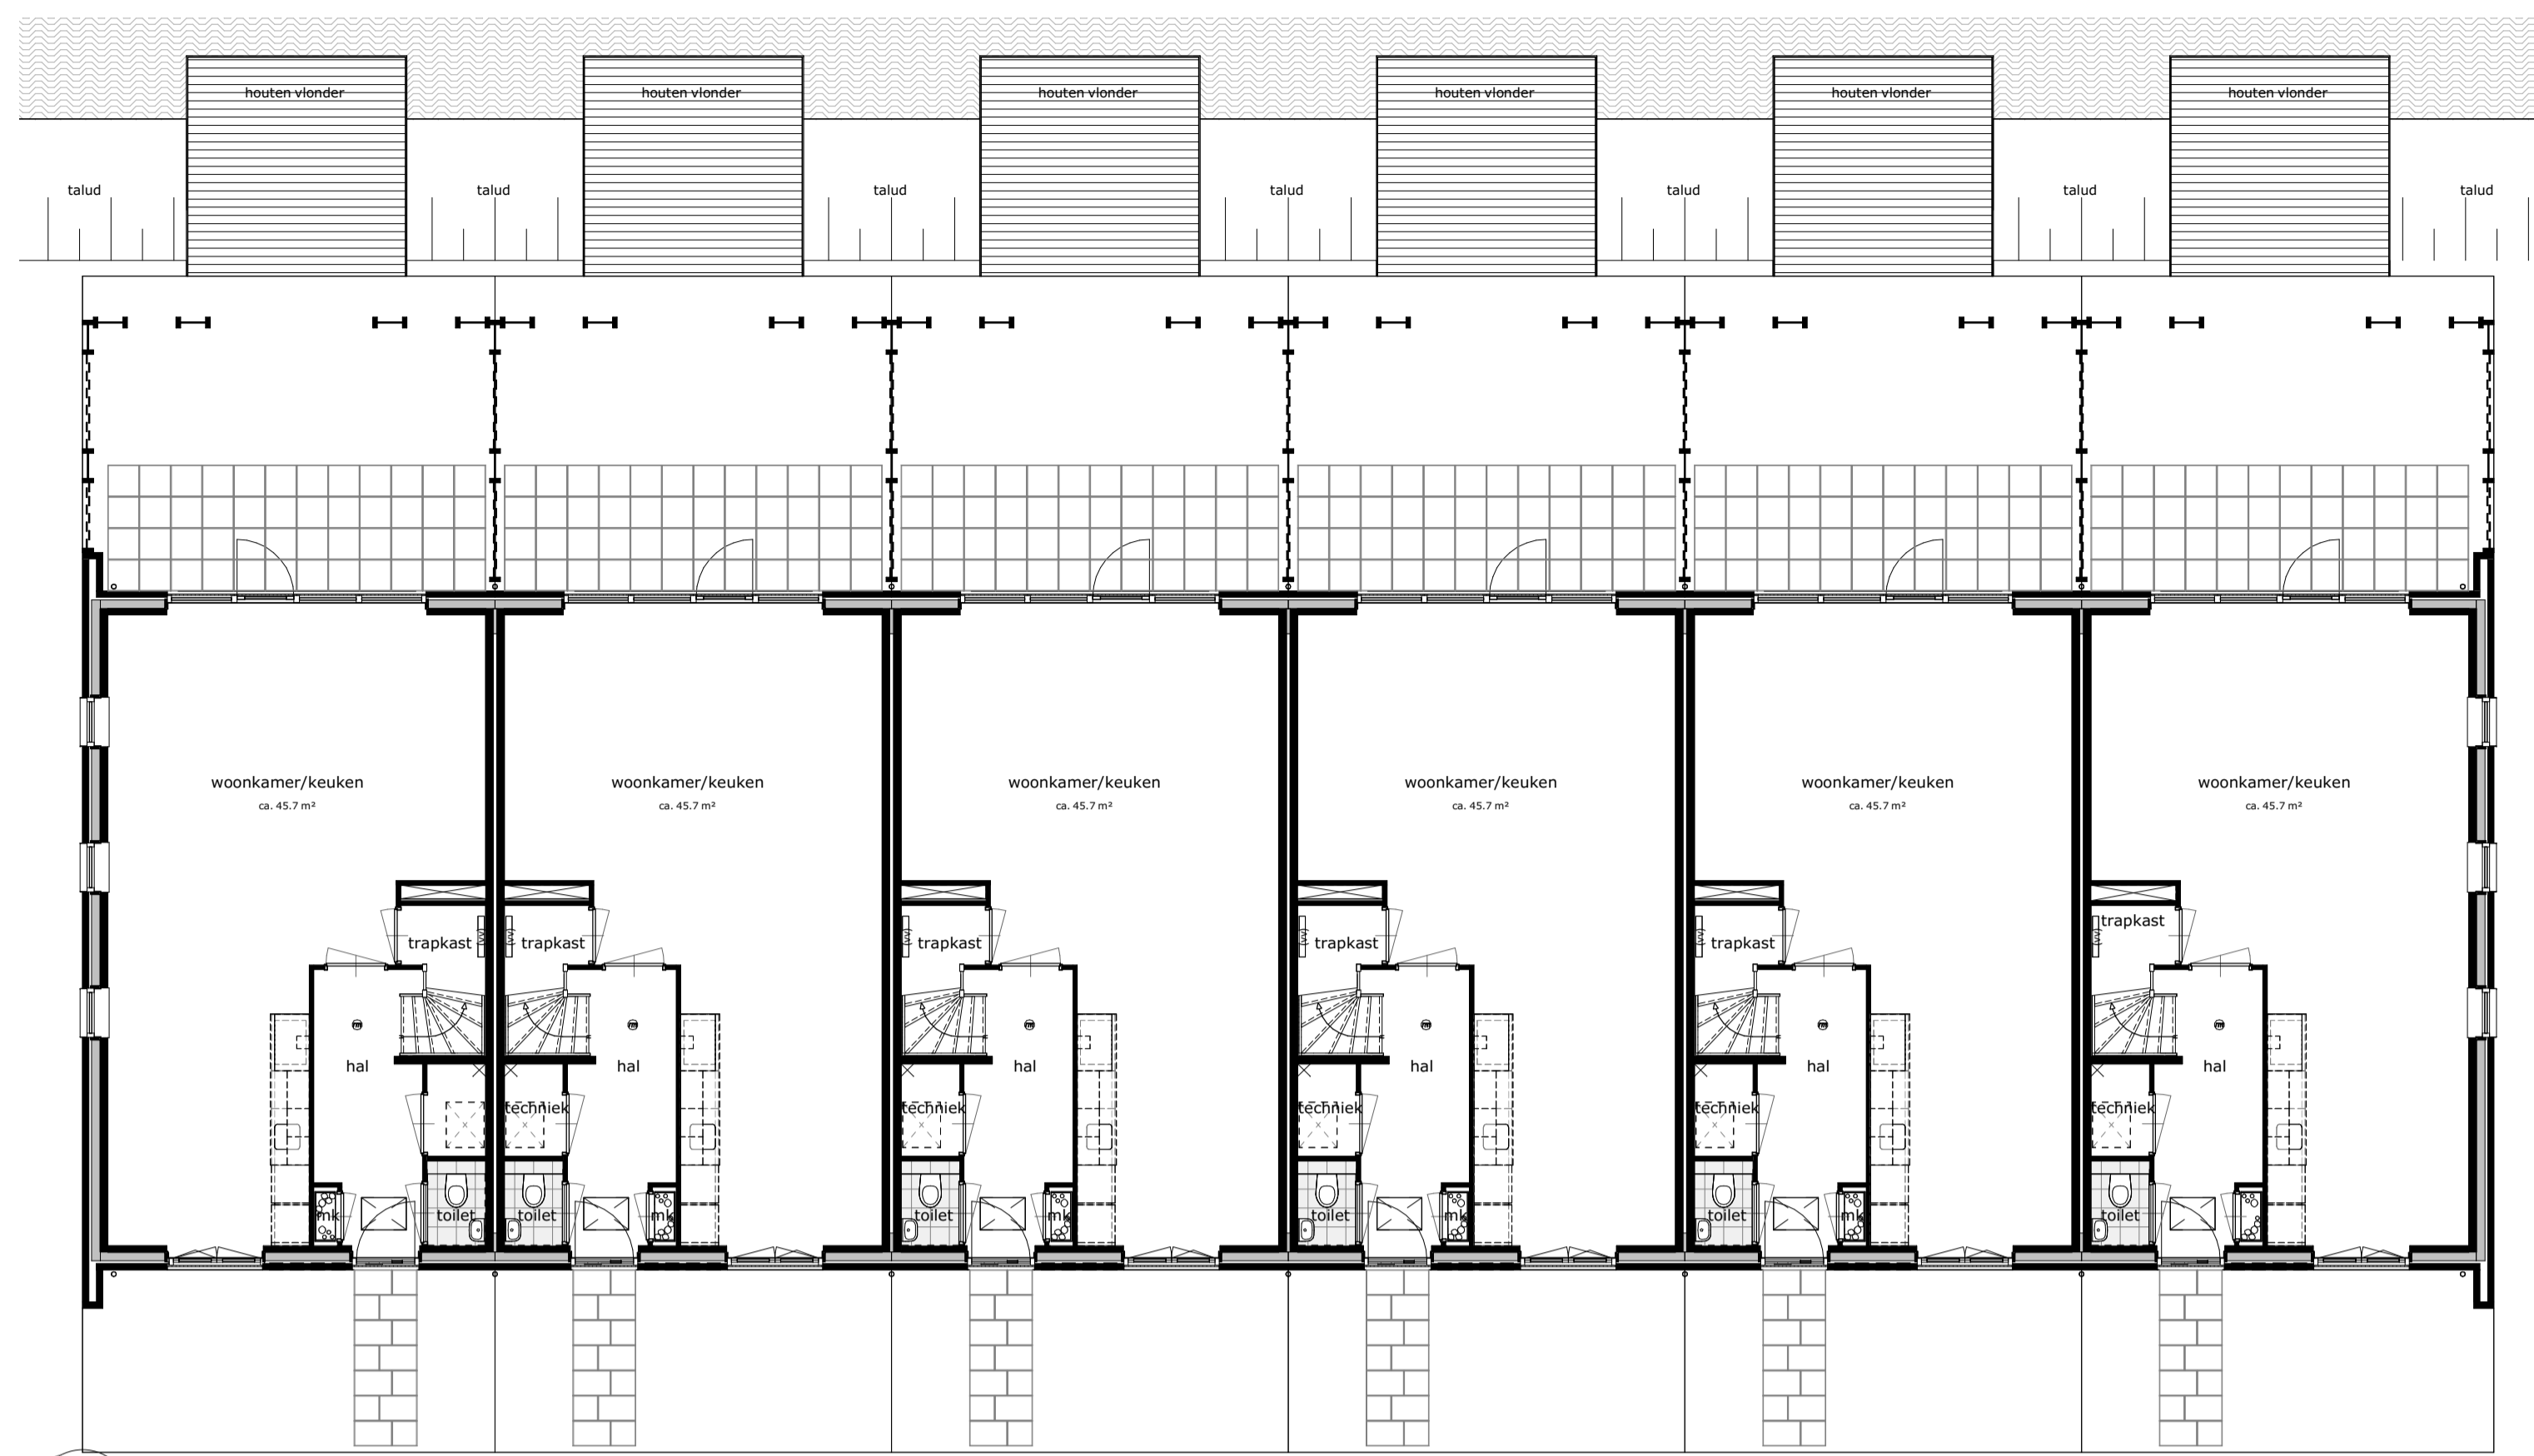 houten vlonder
houten vlonder
houten vlonder
houten vlonder
houten vlonder
houten vlonder
talud
talud
talud
talud
talud
talud
talud
woonkamer/keuken
ca. 45.7 m²
woonkamer/keuken
ca. 45.7 m²
woonkamer/keuken
ca. 45.7 m²
woonkamer/keuken
ca. 45.7 m²
woonkamer/keuken
ca. 45.7 m²
woonkamer/keuken
ca. 45.7 m²
trapkast
trapkast
trapkast
trapkast
trapkast
trapkast
hal
hal
hal
hal
hal
hal
techniek
techniek
techniek
techniek
techniek
mk
toilet
toilet
mk
toilet
mk
toilet
mk
toilet
mk
toilet